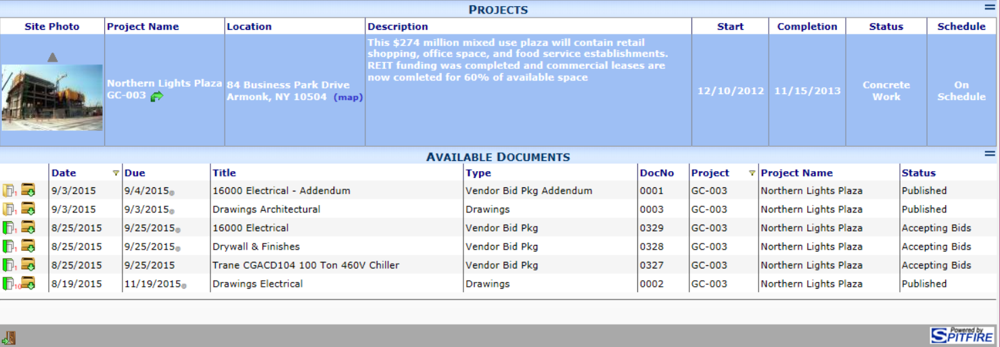 PROJECTS
Site Photo Project Name Location Description Start Completion Status Schedule
This $274 million mixed use plaza will contain retail
shopping, office space, and food service establishments.
REIT funding was completed and commercial leases are
now comleted for 60% of available space
Northern Lights Plaza
GC-003
84 Business Park Drive
Armonk, NY 10504 (map)
12/10/2012 11/15/2013
Concrete
Work
On
Schedule
AVAILABLE DOCUMENTS
Date Due Title Type DocNo Project Project Name Status
1 9/3/2015 9/4/2015 16000 Electrical - Addendum Vendor Bid Pkg Addendum 0001 GC-003 Northern Lights Plaza Published
1 9/3/2015 9/3/2015 Drawings Architectural Drawings 0003 GC-003 Northern Lights Plaza Published
1 8/25/2015 9/25/2015 16000 Electrical Vendor Bid Pkg 0329 GC-003 Northern Lights Plaza Accepting Bids
1 8/25/2015 9/25/2015 Drywall & Finishes Vendor Bid Pkg 0328 GC-003 Northern Lights Plaza Accepting Bids
1 8/25/2015 9/25/2015 Trane CGACD104 100 Ton 460V Chiller Vendor Bid Pkg 0327 GC-003 Northern Lights Plaza Accepting Bids
10 8/19/2015 11/19/2015 Drawings Electrical Drawings 0002 GC-003 Northern Lights Plaza Published
Powered by
SPITFIRE